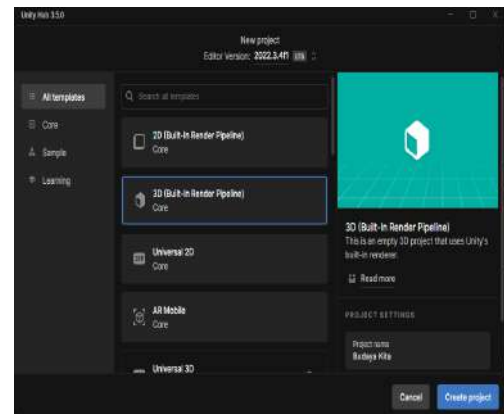 Unity Hub 3.5.0
New project
Editor Version: 2022.3.4f1 LTS
All templates
Core
Sample
Learning
Search all templates
2D (Built-In Render Pipeline)
Core
3D (Built-In Render Pipeline)
Core
Universal 2D
Core
AR Mobile
Core
Universal 3D
3D (Built-In Render Pipeline)
This is an empty 3D project that uses Unity's
built-in renderer.
Read more
PROJECT SETTINGS
Project name
Budaya Kita
Cancel
Create project